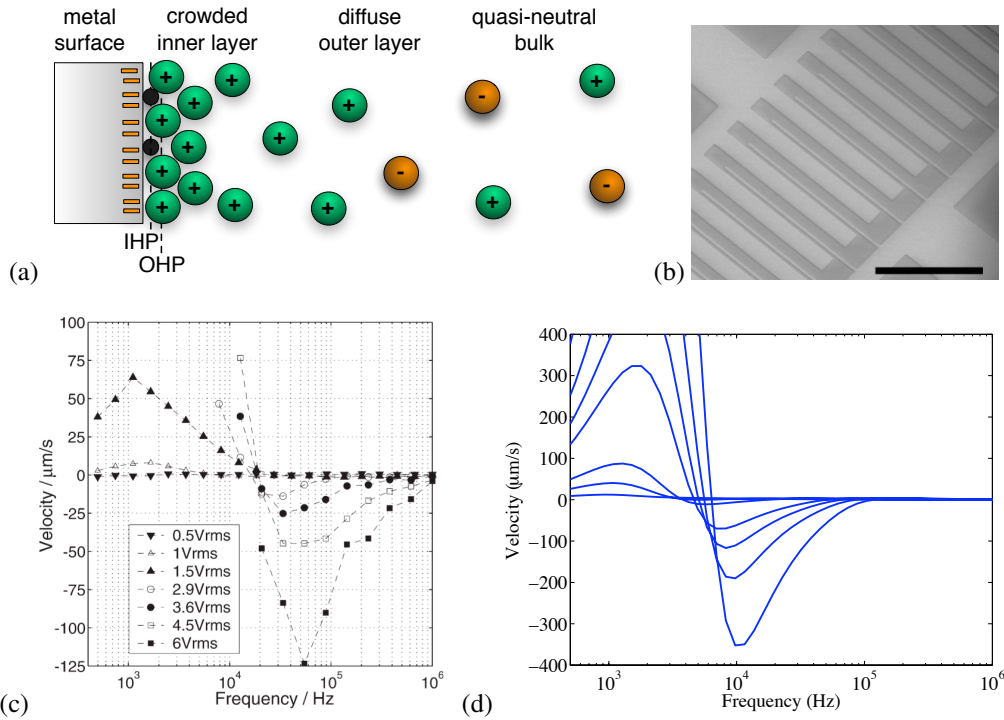 metal surface
crowded inner layer
diffuse outer layer
quasi-neutral bulk
IHP
OHP
(a)
(b)
100
75
50
25
0
-25
-50
-75
-100
-125
Velocity / μm/s
0.5Vrms
1Vrms
1.5Vrms
2.9Vrms
3.6Vrms
4.5Vrms
6Vrms
10³ 10⁴ 10⁵ 10⁶
Frequency / Hz
(c)
400
300
200
100
0
−100
−200
−300
−400
Velocity (μm/s)
10³ 10⁴ 10⁵ 10⁶
Frequency (Hz)
(d)